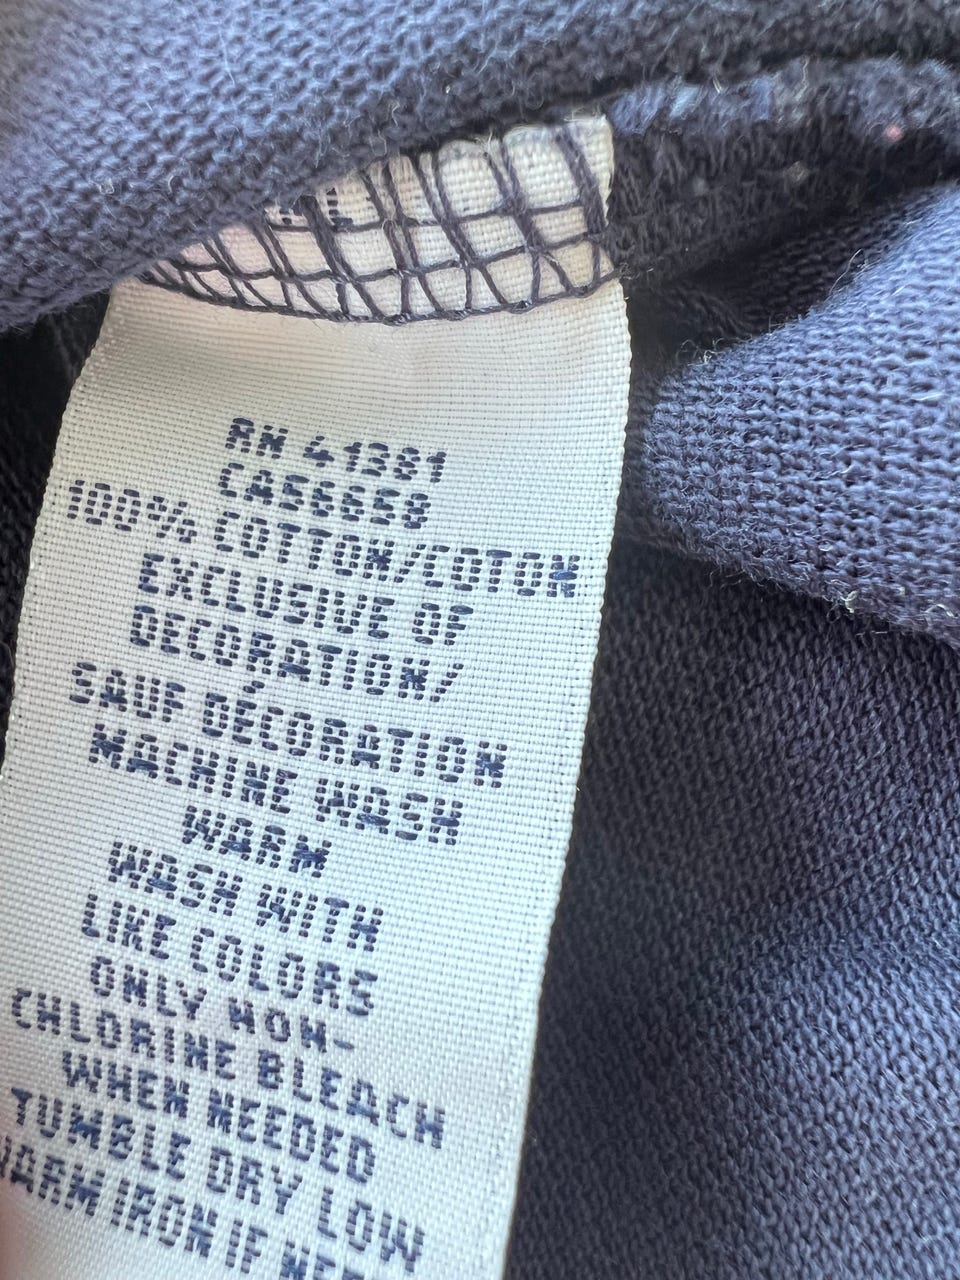 RN 41381
CA56658
100% COTTON/COTON
EXCLUSIVE OF
DECORATION/
SAUF DÉCORATION
MACHINE WASH
WARM
WASH WITH
LIKE COLORS
ONLY NON-
CHLORINE BLEACH
WHEN NEEDED
TUMBLE DRY LOW
WARM IRON IF